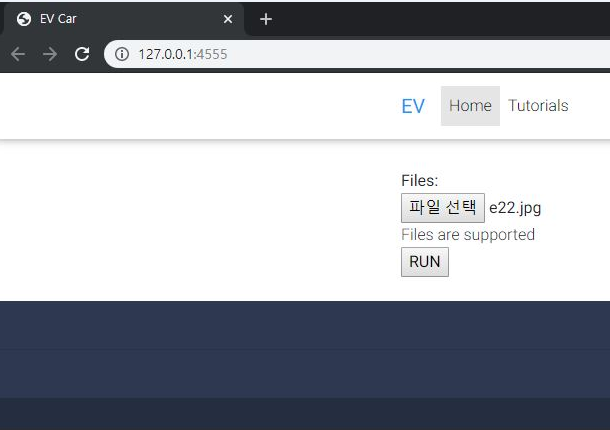 EV Car
127.0.0.1:4555
EV Home Tutorials
Files:
파일 선택 e22.jpg
Files are supported
RUN